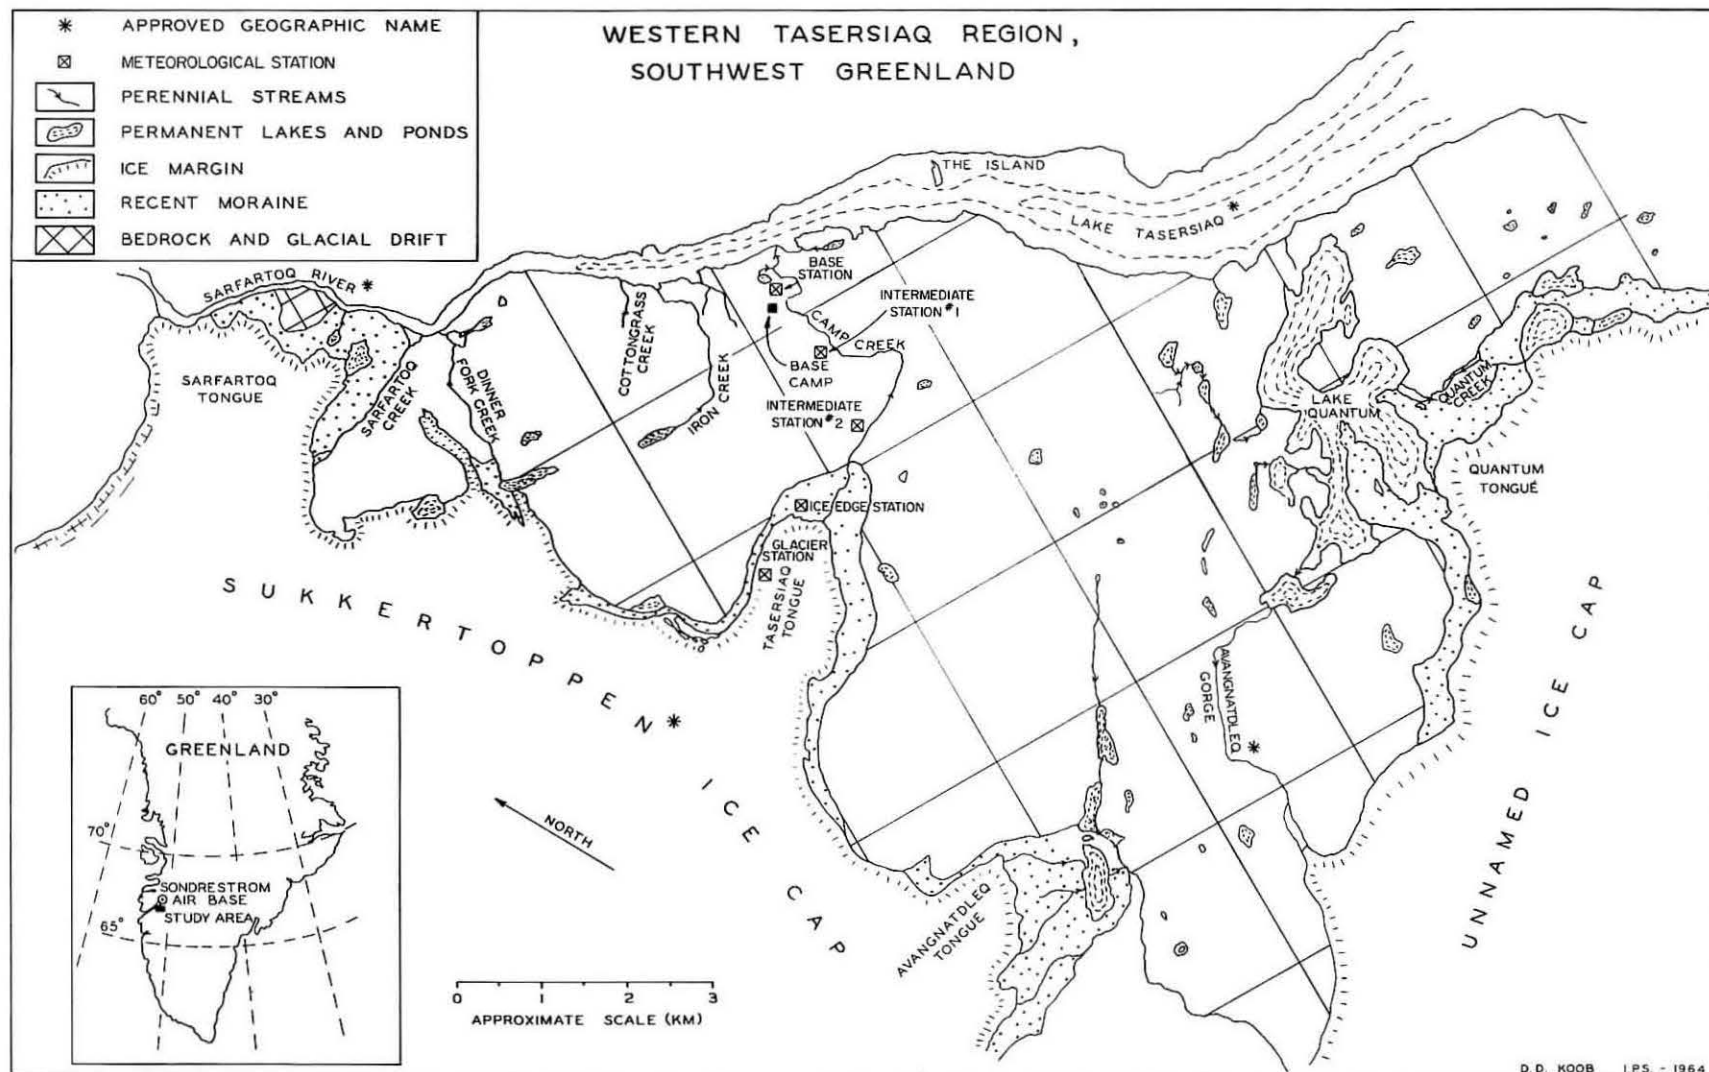 * APPROVED GEOGRAPHIC NAME
METEOROLOGICAL STATION
PERENNIAL STREAMS
PERMANENT LAKES AND PONDS
ICE MARGIN
RECENT MORAINE
BEDROCK AND GLACIAL DRIFT
WESTERN TASERSIAQ REGION,
SOUTHWEST GREENLAND
THE ISLAND
LAKE TASERSIAQ *
SARFARTOQ RIVER *
SARFARTOQ
TONGUE
SARFARTOQ
CREEK
DINNER
FORK CREEK
COTTONGRASS
CREEK
IRON CREEK
BASE
STATION
BASE
CAMP
CAMP
CREEK
INTERMEDIATE
STATION #1
INTERMEDIATE
STATION #2
ICE EDGE STATION
GLACIER
STATION
TASERSIAQ
TONGUE
LAKE
QUANTUM
QUANTUM
CREEK
QUANTUM
TONGUÉ
AVANGNATDLEQ *
GORGE
AVANGNATDLEQ
TONGUE
SUKKERTOPPEN * ICE CAP
UNNAMED ICE CAP
NORTH
60° 50° 40° 30°
GREENLAND
70°
SONDRESTROM
AIR BASE
STUDY AREA
65°
0 1 2 3
APPROXIMATE SCALE (KM)
D.D. KOOB I.P.S. - 1964